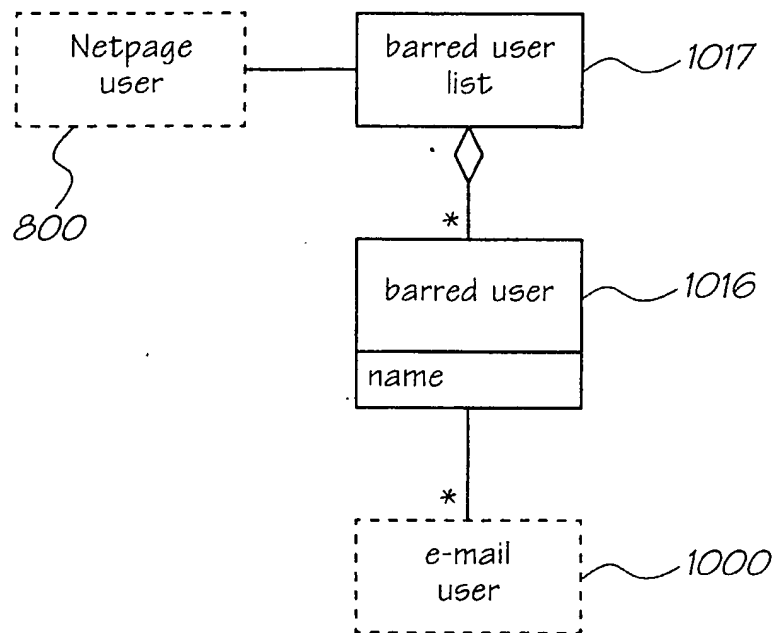 Netpage
user
barred user
list
1017
800
*
barred user
1016
name
*
e-mail
user
1000